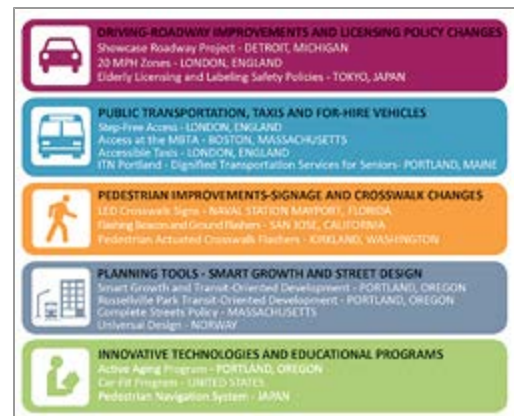 DRIVING-ROADWAY IMPROVEMENTS AND LICENSING POLICY CHANGES
Showcase Roadway Project - DETROIT, MICHIGAN
20 MPH Zones - LONDON, ENGLAND
Elderly Licensing and Labeling Safety Policies - TOKYO, JAPAN
PUBLIC TRANSPORTATION, TAXIS AND FOR-HIRE VEHICLES
Step-Free Access - LONDON, ENGLAND
Access at the MBTA - BOSTON, MASSACHUSETTS
Accessible Taxis - LONDON, ENGLAND
ITN Portland - Dignified Transportation Services for Seniors- PORTLAND, MAINE
PEDESTRIAN IMPROVEMENTS-SIGNAGE AND CROSSWALK CHANGES
LED Crosswalk Signs - NAVAL STATION MAYPORT, FLORIDA
Flashing Beacon and Ground Flashers - SAN JOSE, CALIFORNIA
Pedestrian Actuated Crosswalk Flashers - KIRKLAND, WASHINGTON
PLANNING TOOLS - SMART GROWTH AND STREET DESIGN
Smart Growth and Transit-Oriented Development - PORTLAND, OREGON
Russellville Park Transit-Oriented Development - PORTLAND, OREGON
Complete Streets Policy - MASSACHUSETTS
Universal Design - NORWAY
INNOVATIVE TECHNOLOGIES AND EDUCATIONAL PROGRAMS
Active Aging Program - PORTLAND, OREGON
Car-Fit Program - UNITED STATES
Pedestrian Navigation System - JAPAN